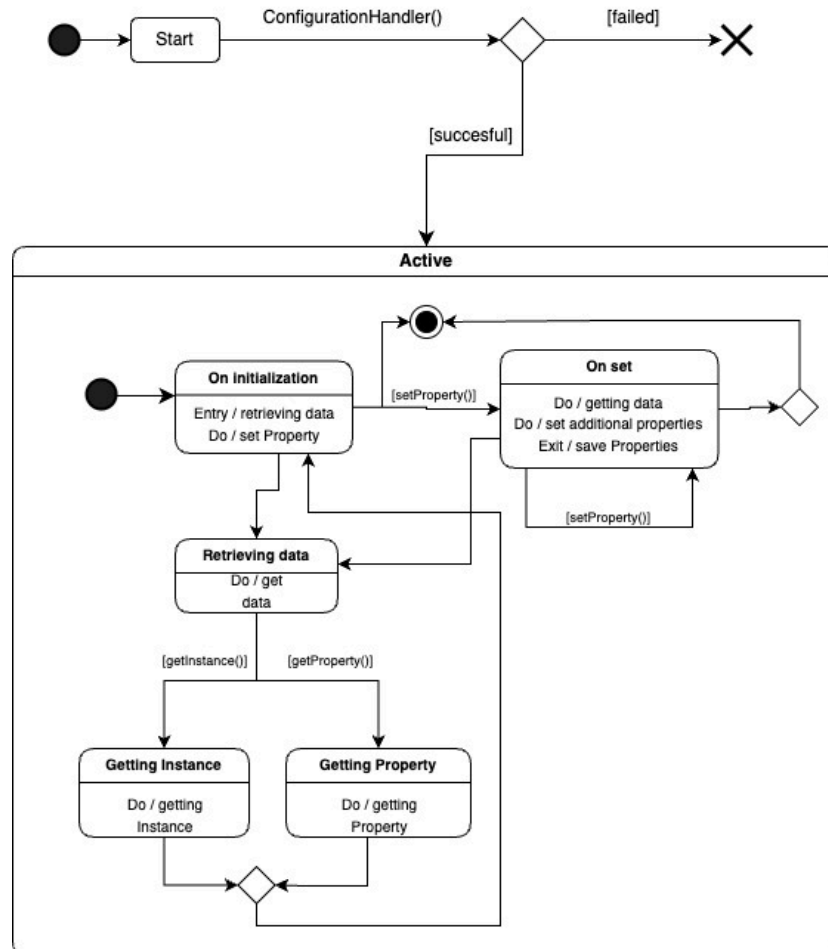 Start
ConfigurationHandler()
[failed]
[succesful]
Active
On initialization
Entry / retrieving data
Do / set Property
[setProperty()]
On set
Do / getting data
Do / set additional properties
Exit / save Properties
[setProperty()]
Retrieving data
Do / get
data
[getInstance()]
[getProperty()]
Getting Instance
Do / getting
Instance
Getting Property
Do / getting
Property